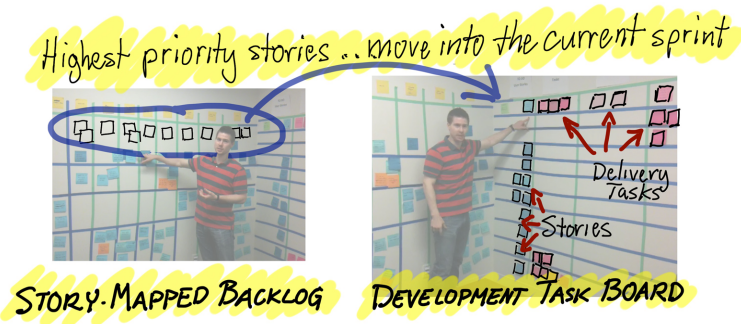 Highest priority stories...move into the current sprint
Delivery
Tasks
Stories
STORY-MAPPED BACKLOG
DEVELOPMENT TASK BOARD